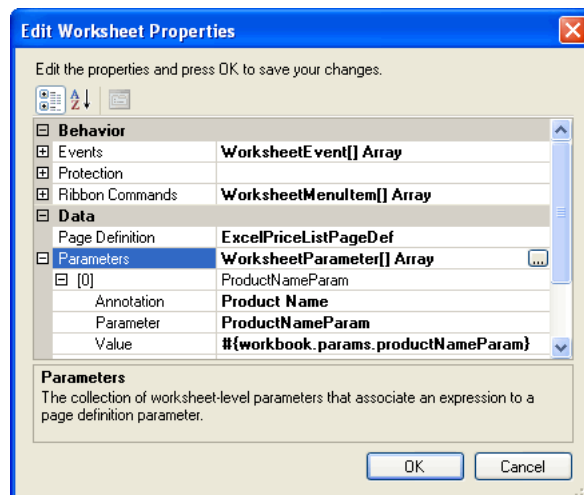 Edit Worksheet Properties
Edit the properties and press OK to save your changes.
Behavior
Events WorksheetEvent[] Array
Protection
Ribbon Commands WorksheetMenuItem[] Array
Data
Page Definition ExcelPriceListPageDef
Parameters WorksheetParameter[] Array ...
[0] ProductNameParam
Annotation Product Name
Parameter ProductNameParam
Value #{workbook.params.productNameParam}
Parameters
The collection of worksheet-level parameters that associate an expression to a
page definition parameter.
OK Cancel